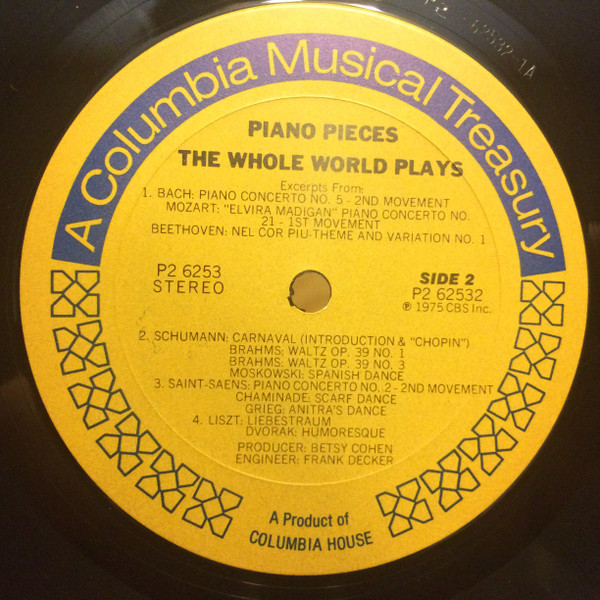 P2 62532 1A
A Columbia Musical Treasury
PIANO PIECES
THE WHOLE WORLD PLAYS
Excerpts From:
1. BACH: PIANO CONCERTO NO. 5 - 2ND MOVEMENT
MOZART: "ELVIRA MADIGAN" PIANO CONCERTO NO.
21 - 1ST MOVEMENT
BEETHOVEN: NEL COR PIU-THEME AND VARIATION NO. 1
P2 6253
STEREO
SIDE 2
P2 62532
℗ 1975 CBS Inc.
2. SCHUMANN: CARNAVAL (INTRODUCTION & "CHOPIN")
BRAHMS: WALTZ OP. 39 NO. 1
BRAHMS: WALTZ OP. 39 NO. 3
MOSKOWSKI: SPANISH DANCE
3. SAINT-SAENS: PIANO CONCERTO NO. 2 - 2ND MOVEMENT
CHAMINADE: SCARF DANCE
GRIEG: ANITRA'S DANCE
4. LISZT: LIEBESTRAUM
DVORAK: HUMORESQUE
PRODUCER: BETSY COHEN
ENGINEER: FRANK DECKER
A Product of
COLUMBIA HOUSE